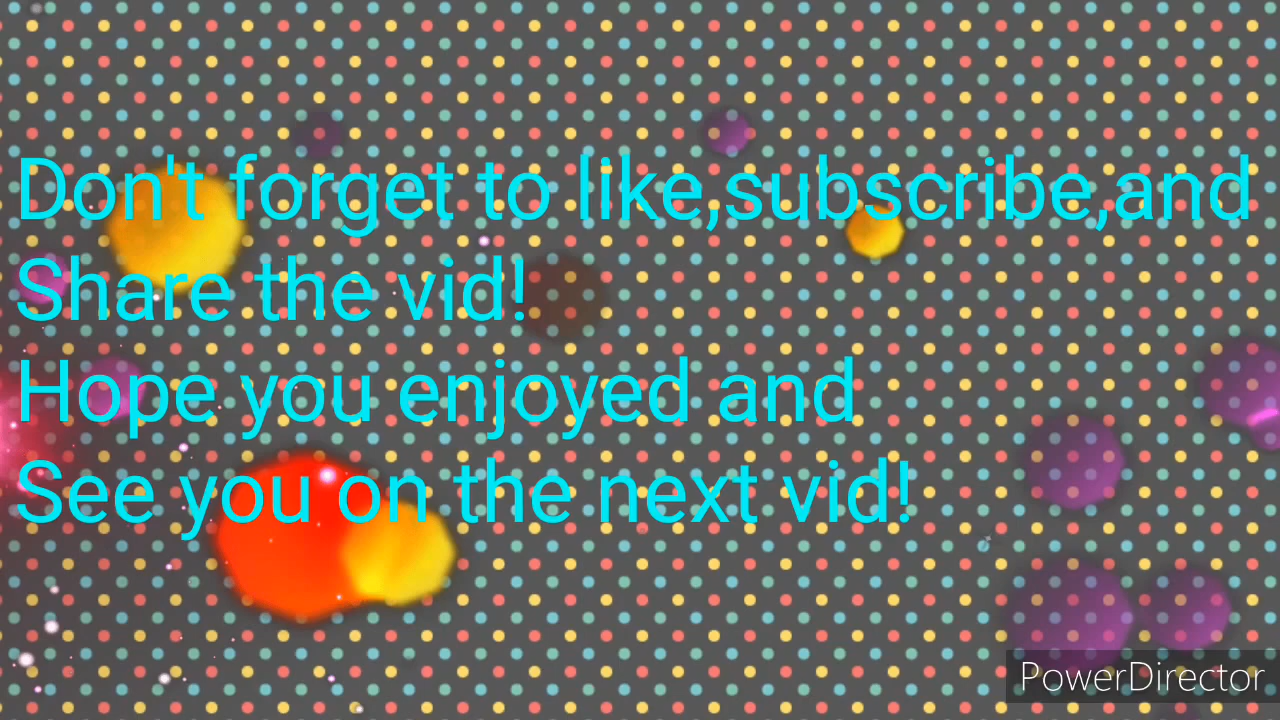 Don't forget to like,subscribe,and
Share the vid!
Hope you enjoyed and
See you on the next vid!
PowerDirector